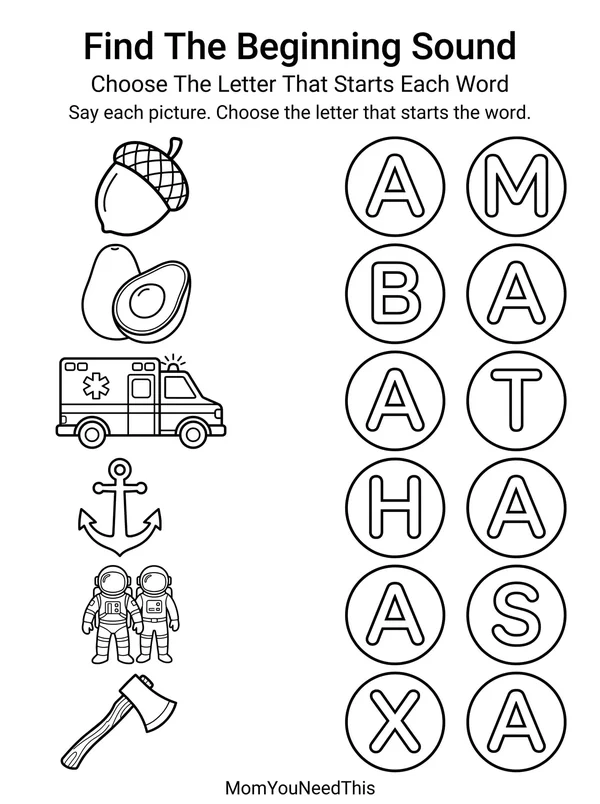 Find The Beginning Sound
Choose The Letter That Starts Each Word
Say each picture. Choose the letter that starts the word.
A M
B A
A T
H A
A S
X A
MomYouNeedThis